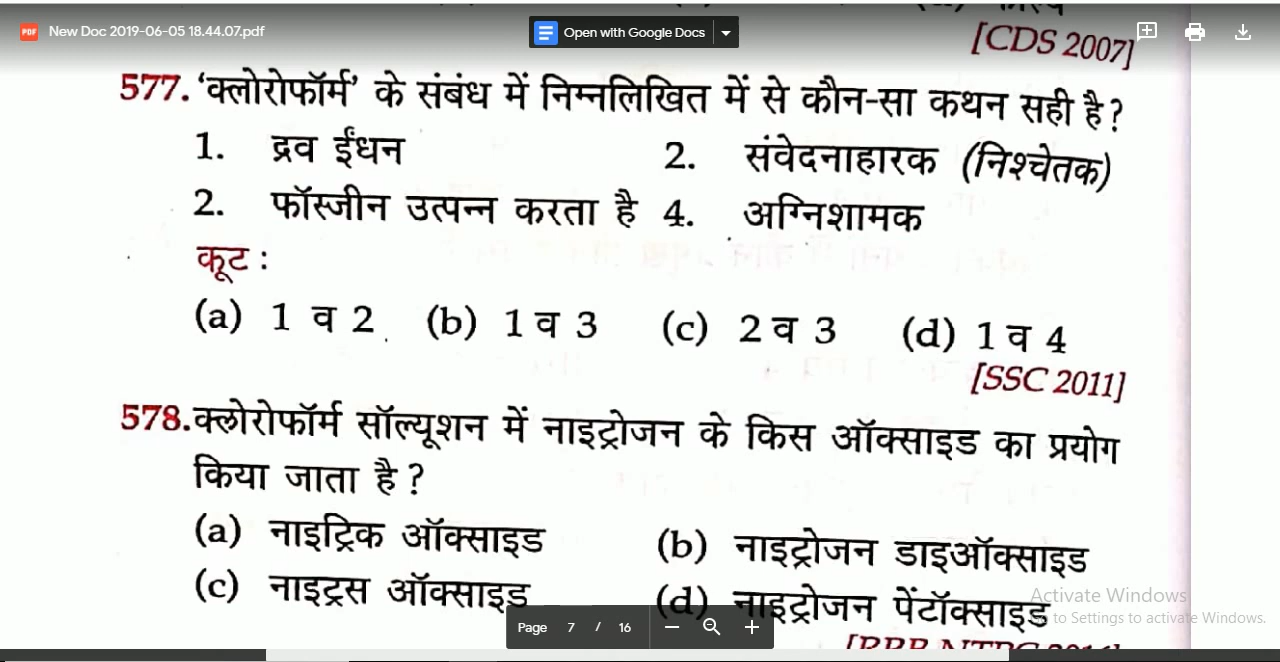 New Doc 2019-06-05 18.44.07.pdf
Open with Google Docs
[CDS 2007]
577. ‘क्लोरोफॉर्म’ के संबंध में निम्नलिखित में से कौन-सा कथन सही है?
1. द्रव ईंधन 2. संवेदनाहारक (निश्चेतक)
2. फॉस्जीन उत्पन्न करता है 4. अग्निशामक
कूट :
(a) 1 व 2 (b) 1 व 3 (c) 2 व 3 (d) 1 व 4
[SSC 2011]
578. क्लोरोफॉर्म सॉल्यूशन में नाइट्रोजन के किस ऑक्साइड का प्रयोग
किया जाता है?
(a) नाइट्रिक ऑक्साइड (b) नाइट्रोजन डाइऑक्साइड
(c) नाइट्रस ऑक्साइड (d) नाइट्रोजन पेंटॉक्साइड
Activate Windows
to Settings to activate Windows.
Page 7 / 16